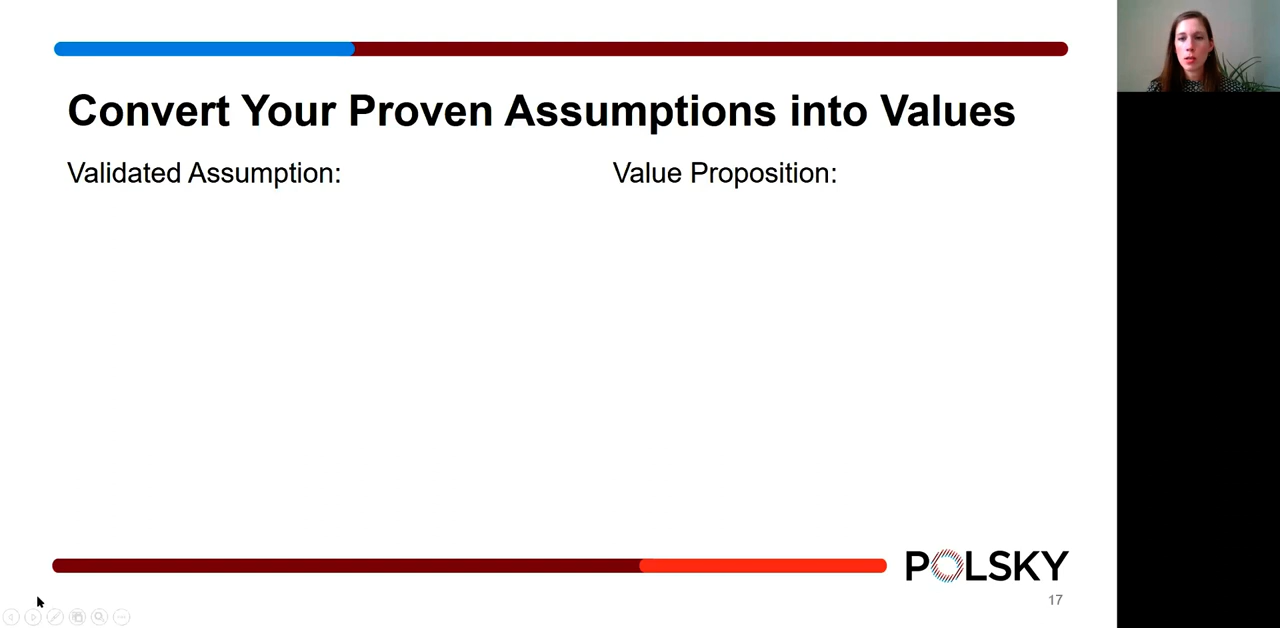 Convert Your Proven Assumptions into Values
Validated Assumption:
Value Proposition:
POLSKY
17